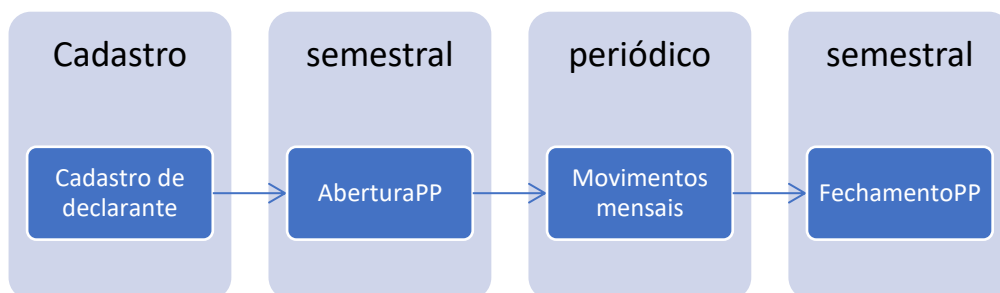 Cadastro
semestral
periódico
semestral
Cadastro de
declarante
AberturaPP
Movimentos
mensais
FechamentoPP